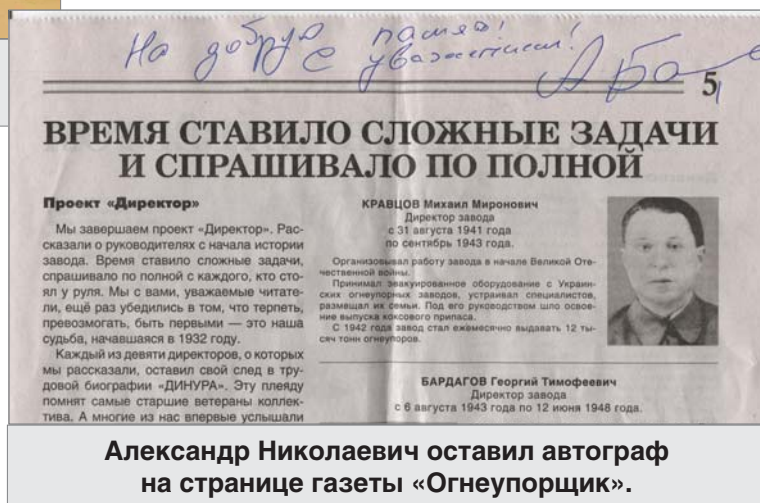 На добрую память!
С уважением!
5
ВРЕМЯ СТАВИЛО СЛОЖНЫЕ ЗАДАЧИ
И СПРАШИВАЛО ПО ПОЛНОЙ
Проект «Директор»
Мы завершаем проект «Директор». Рас-
сказали о руководителях с начала истории
завода. Время ставило сложные задачи,
спрашивало по полной с каждого, кто сто-
ял у руля. Мы с вами, уважаемые читате-
ли, ещё раз убедились в том, что терпеть,
превозмогать, быть первыми — это наша
судьба, начавшаяся в 1932 году.
Каждый из девяти директоров, о которых
мы рассказали, оставил свой след в тру-
довой биографии «ДИНУРА». Эту плеяду
помнят самые старшие ветераны коллек-
тива. А многие из нас впервые услышали
КРАВЦОВ Михаил Миронович
Директор завода
с 31 августа 1941 года
по сентябрь 1943 года.
Организовывал работу завода в начале Великой Оте-
чественной войны.
Принимал эвакуированное оборудование с Украин-
ских огнеупорных заводов, устраивал специалистов,
размещал их семьи. Под его руководством шло освое-
ние выпуска коксового припаса.
С 1942 года завод стал ежемесячно выдавать 12 ты-
сяч тонн огнеупоров.
БАРДАГОВ Георгий Тимофеевич
Директор завода
с 6 августа 1943 года по 12 июня 1948 года.
Александр Николаевич оставил автограф
на странице газеты «Огнеупорщик».